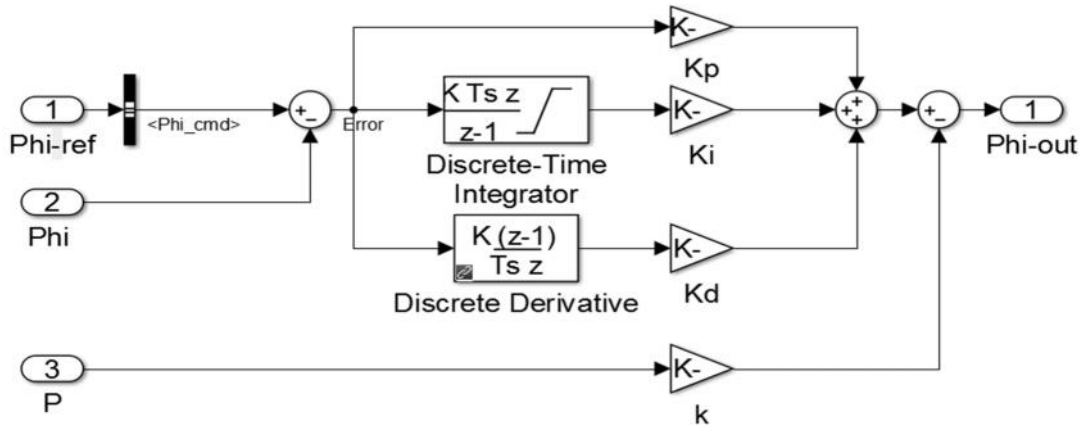 K-
Kp
1
Phi-ref
<Phi_cmd>
+
−
Error
K Ts z
z-1
Discrete-Time
Integrator
K-
Ki
+
+
+
+
−
1
Phi-out
2
Phi
K (z-1)
Ts z
Discrete Derivative
K-
Kd
3
P
K-
k